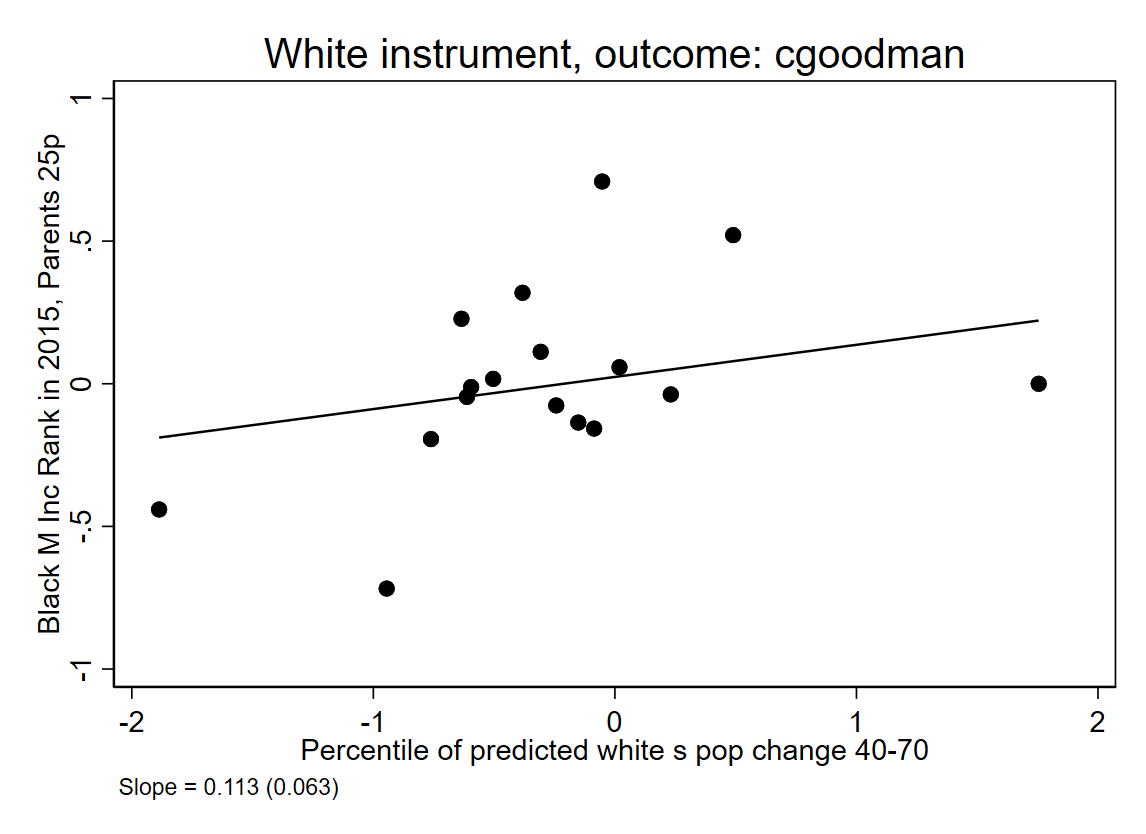 White instrument, outcome: cgoodman
Black M Inc Rank in 2015, Parents 25p
1
.5
0
-.5
-1
-2
-1
0
1
2
Percentile of predicted white s pop change 40-70
Slope = 0.113 (0.063)